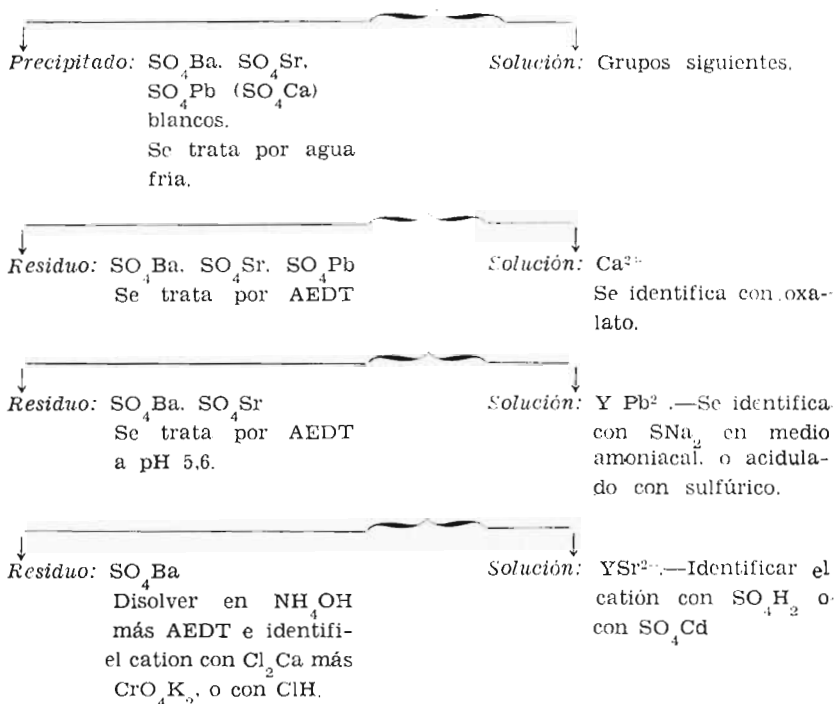 Precipitado: SO₄Ba. SO₄Sr.
SO₄Pb (SO₄Ca)
blancos.
Se trata por agua
fria.
Solución: Grupos siguientes.
Residuo: SO₄Ba. SO₄Sr. SO₄Pb
Se trata por AEDT
Solución: Ca²⁺
Se identifica con oxa-
lato.
Residuo: SO₄Ba. SO₄Sr
Se trata por AEDT
a pH 5,6.
Solución: Y Pb² .—Se identifica
con SNa₂ en medio
amoniacal. o acidula-
do con sulfúrico.
Residuo: SO₄Ba
Disolver en NH₄OH
más AEDT e identifi-
el cation con Cl₂Ca más
CrO₄K₂, o con ClH.
Solución: YSr²⁻.—Identificar el
catión con SO₄H₂ o
con SO₄Cd